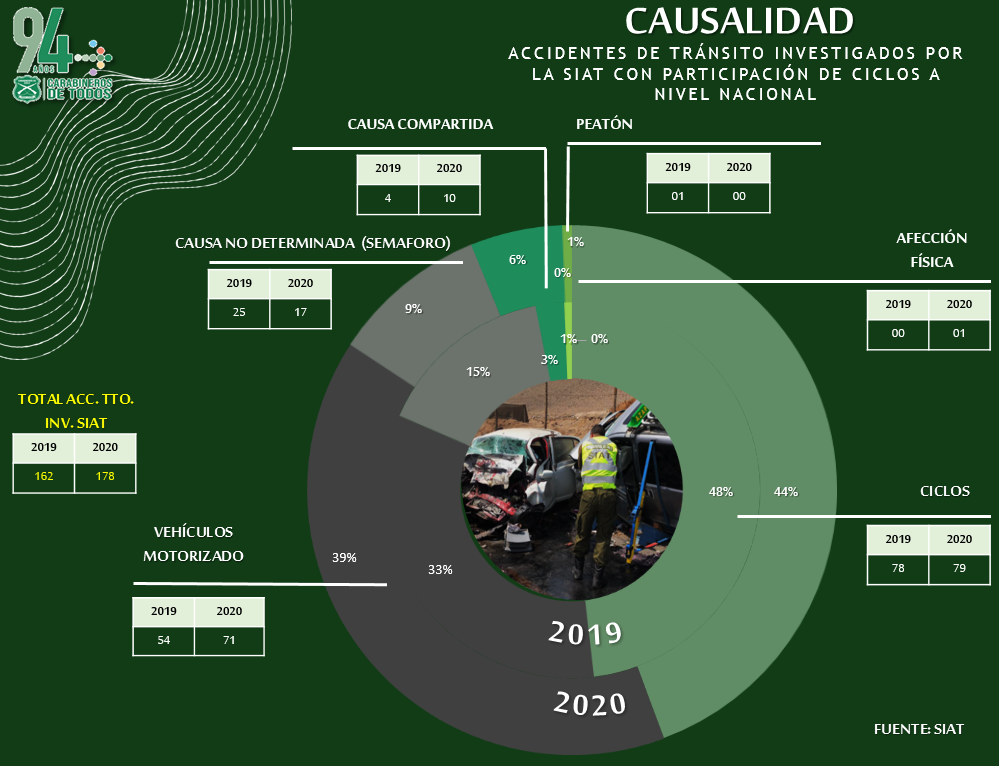 94
AÑOS
CARABINEROS
DE TODOS
CAUSALIDAD
ACCIDENTES DE TRÁNSITO INVESTIGADOS POR
LA SIAT CON PARTICIPACIÓN DE CICLOS A
NIVEL NACIONAL
CAUSA COMPARTIDA
2019 2020
4 10
PEATÓN
2019 2020
01 00
CAUSA NO DETERMINADA (SEMAFORO)
2019 2020
25 17
AFECCIÓN
FÍSICA
2019 2020
00 01
TOTAL ACC. TTO.
INV. SIAT
2019 2020
162 178
CICLOS
2019 2020
78 79
VEHÍCULOS
MOTORIZADO
2019 2020
54 71
1%
6%
0%
9%
1%
0%
3%
15%
SIAT
48%
44%
39%
33%
2019
2020
FUENTE: SIAT